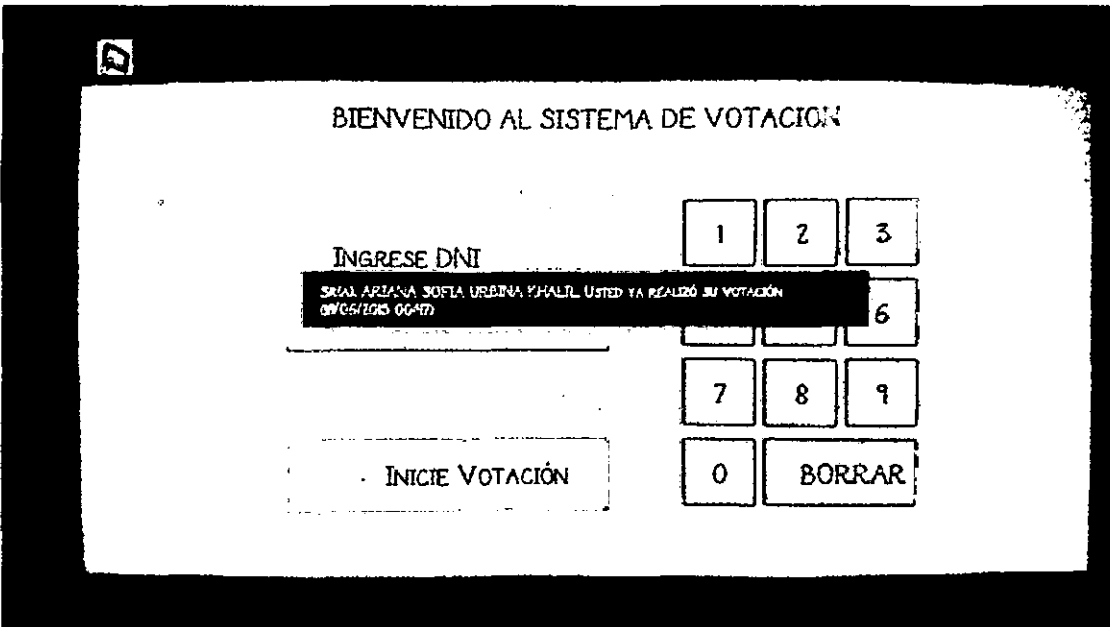 BIENVENIDO AL SISTEMA DE VOTACION
INGRESE DNI
ARIANA SOFIA URBINA KHALIL USTED YA REALIZÓ SU VOTACIÓN
1 2 3
6
7 8 9
INICIE VOTACIÓN
0 BORRAR